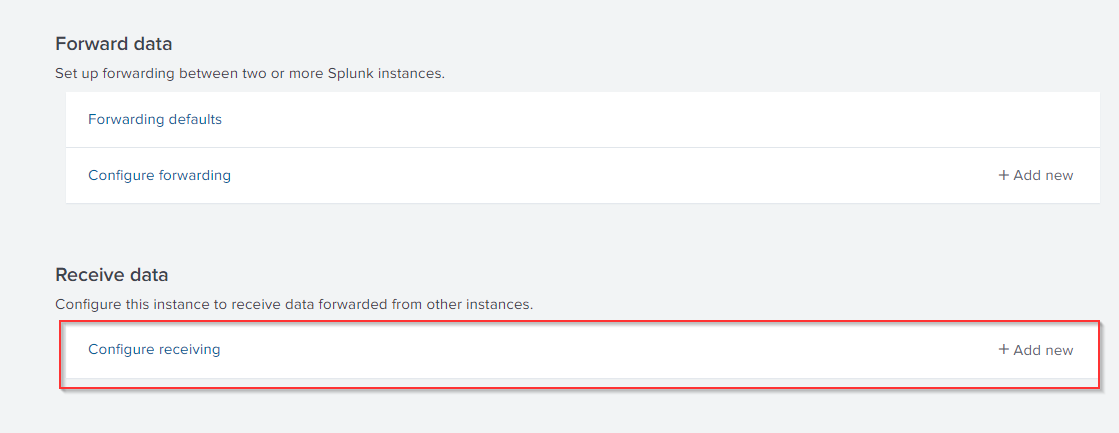 Forward data
Set up forwarding between two or more Splunk instances.
Forwarding defaults
Configure forwarding + Add new
Receive data
Configure this instance to receive data forwarded from other instances.
Configure receiving + Add new